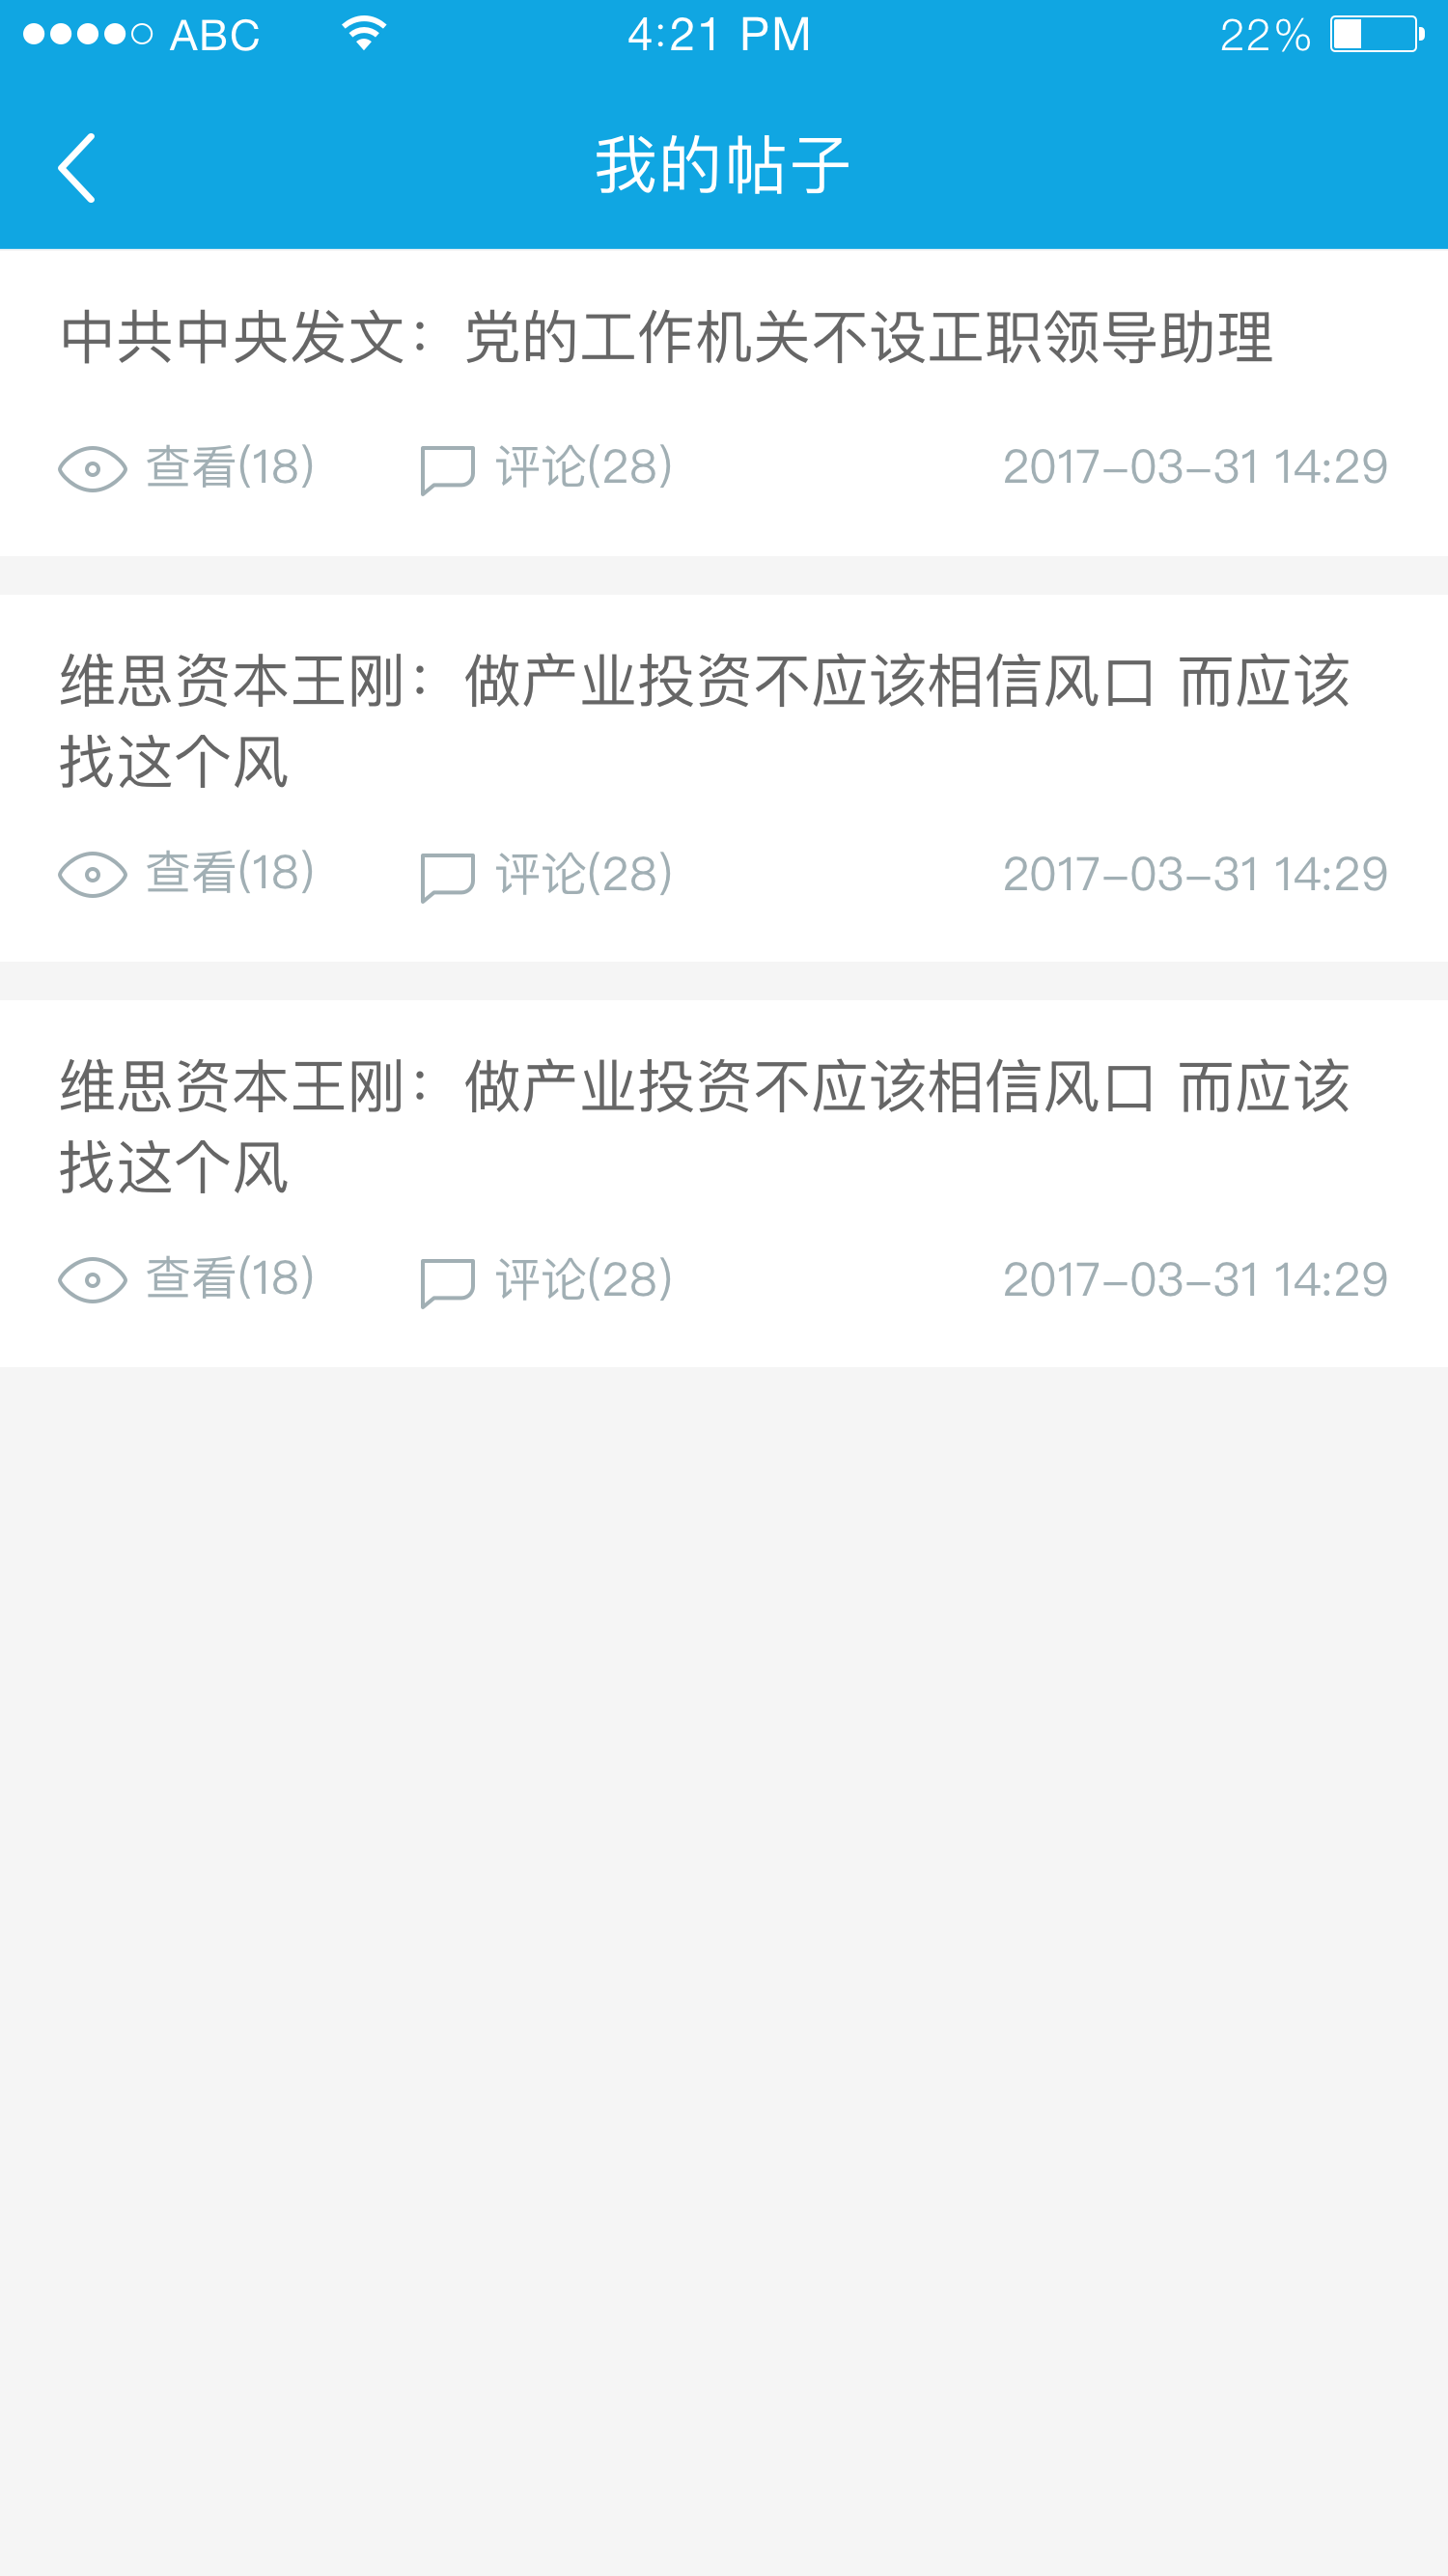 ABC 4:21 PM 22%
我的帖子
中共中央发文：党的工作机关不设正职领导助理
查看(18) 评论(28) 2017-03-31 14:29
维思资本王刚：做产业投资不应该相信风口 而应该
找这个风
查看(18) 评论(28) 2017-03-31 14:29
维思资本王刚：做产业投资不应该相信风口 而应该
找这个风
查看(18) 评论(28) 2017-03-31 14:29